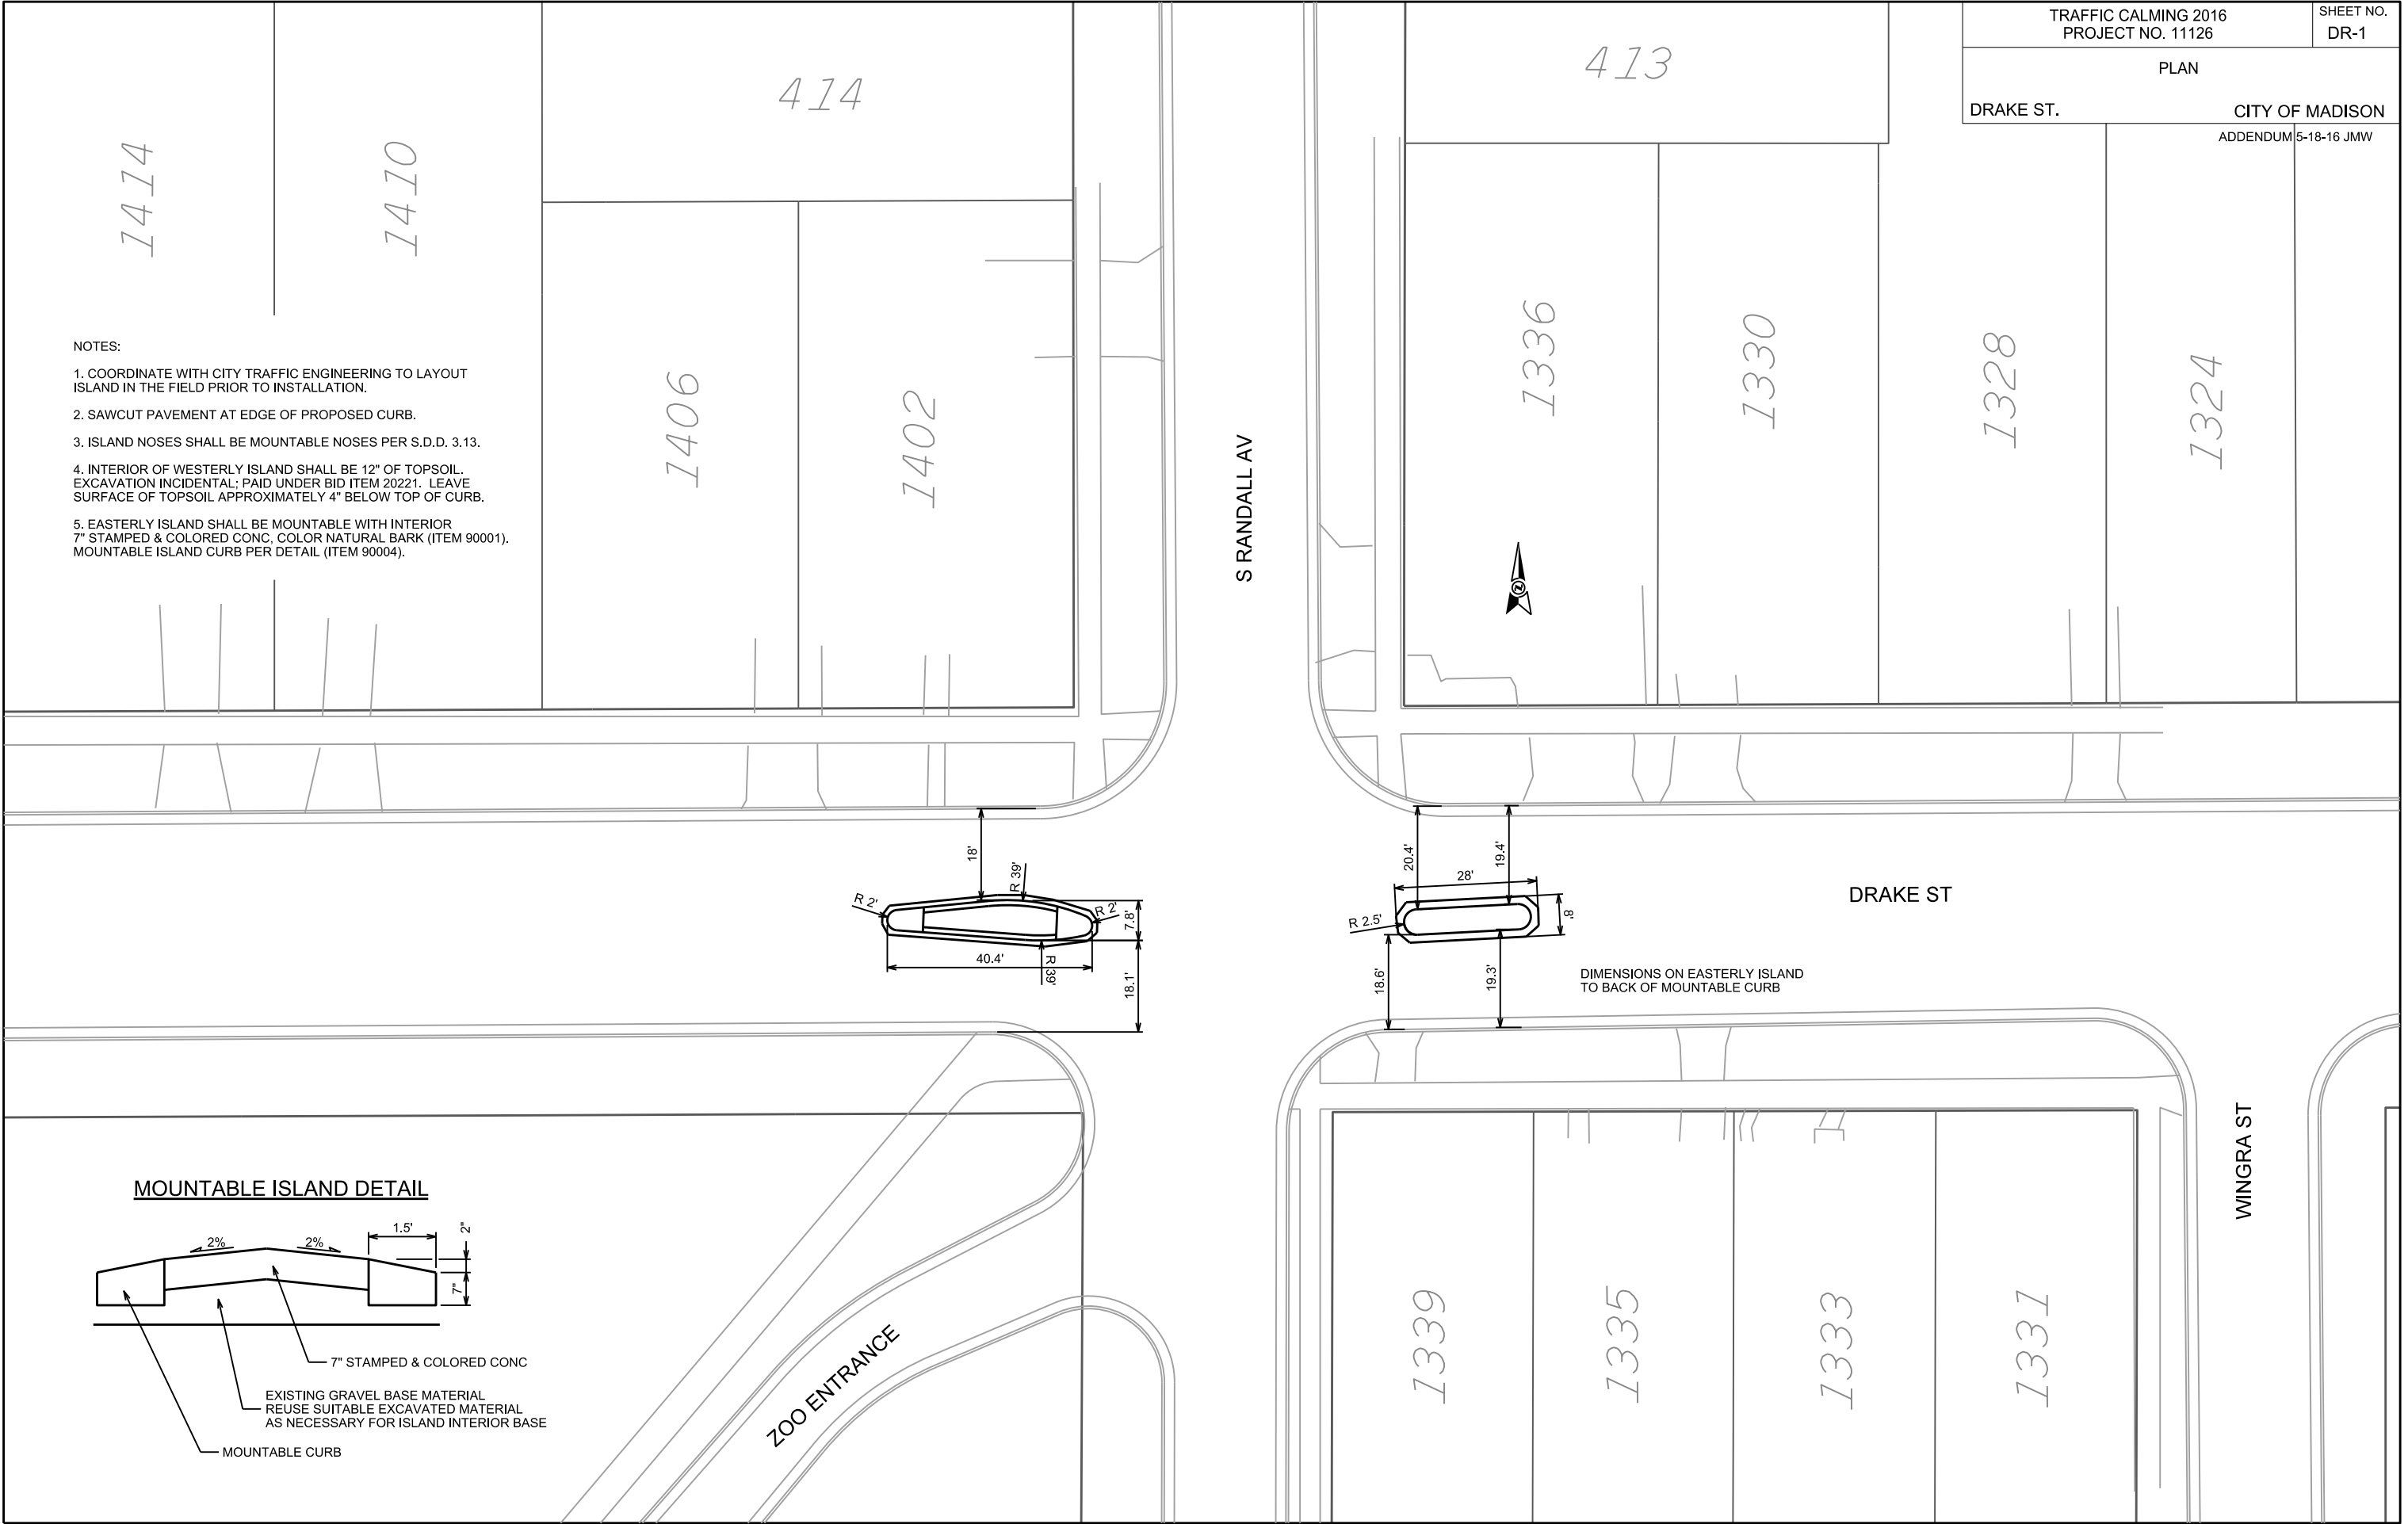 TRAFFIC CALMING 2016
PROJECT NO. 11126
SHEET NO.
DR-1
PLAN
DRAKE ST.
CITY OF MADISON
ADDENDUM 5-18-16 JMW
414
413
1414
1410
1406
1402
1336
1330
1328
1324
NOTES:
1. COORDINATE WITH CITY TRAFFIC ENGINEERING TO LAYOUT
ISLAND IN THE FIELD PRIOR TO INSTALLATION.
2. SAWCUT PAVEMENT AT EDGE OF PROPOSED CURB.
3. ISLAND NOSES SHALL BE MOUNTABLE NOSES PER S.D.D. 3.13.
4. INTERIOR OF WESTERLY ISLAND SHALL BE 12" OF TOPSOIL.
EXCAVATION INCIDENTAL; PAID UNDER BID ITEM 20221. LEAVE
SURFACE OF TOPSOIL APPROXIMATELY 4" BELOW TOP OF CURB.
5. EASTERLY ISLAND SHALL BE MOUNTABLE WITH INTERIOR
7" STAMPED & COLORED CONC, COLOR NATURAL BARK (ITEM 90001).
MOUNTABLE ISLAND CURB PER DETAIL (ITEM 90004).
S RANDALL AV
N
18'
R 39'
R 2'
R 2'
7.8'
40.4'
R 39'
18.1'
20.4'
19.4'
28'
R 2.5'
8'
18.6'
19.3'
DRAKE ST
DIMENSIONS ON EASTERLY ISLAND
TO BACK OF MOUNTABLE CURB
WINGRA ST
MOUNTABLE ISLAND DETAIL
2%
2%
1.5'
2"
7"
7" STAMPED & COLORED CONC
EXISTING GRAVEL BASE MATERIAL
REUSE SUITABLE EXCAVATED MATERIAL
AS NECESSARY FOR ISLAND INTERIOR BASE
MOUNTABLE CURB
ZOO ENTRANCE
1339
1335
1333
1331